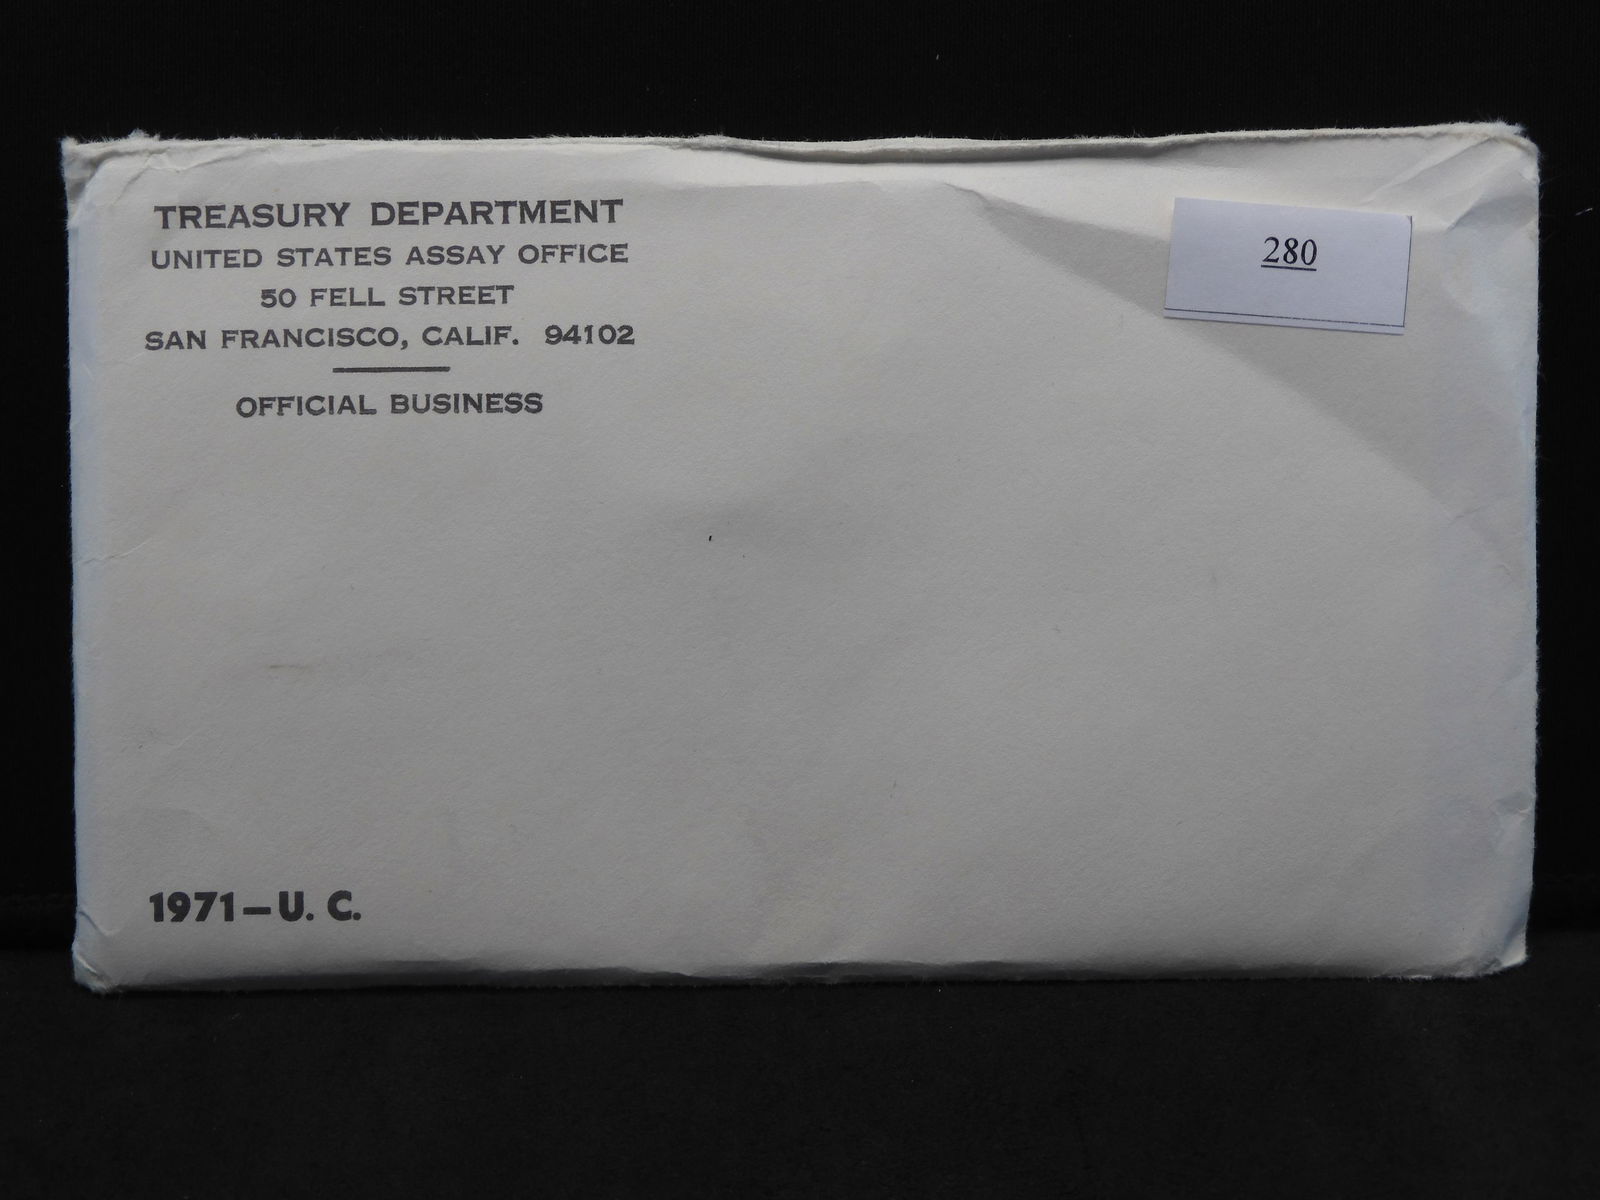 TREASURY DEPARTMENT
UNITED STATES ASSAY OFFICE
50 FELL STREET
SAN FRANCISCO, CALIF. 94102
OFFICIAL BUSINESS
280
1971-U. C.